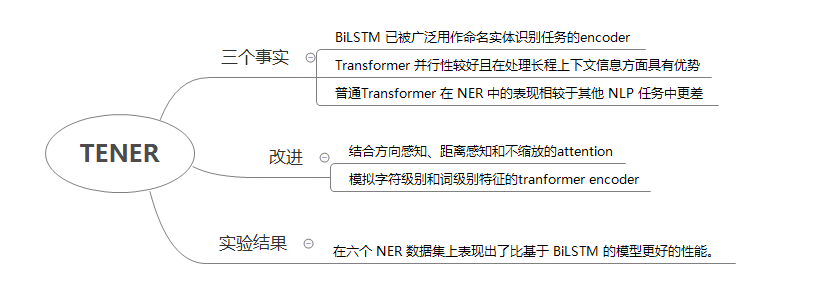 TENER
三个事实
BiLSTM 已被广泛用作命名实体识别任务的encoder
Transformer 并行性较好且在处理长程上下文信息方面具有优势
普通Transformer 在 NER 中的表现相较于其他 NLP 任务中更差
改进
结合方向感知、距离感知和不缩放的attention
模拟字符级别和词级别特征的tranformer encoder
实验结果
在六个 NER 数据集上表现出了比基于 BiLSTM 的模型更好的性能。